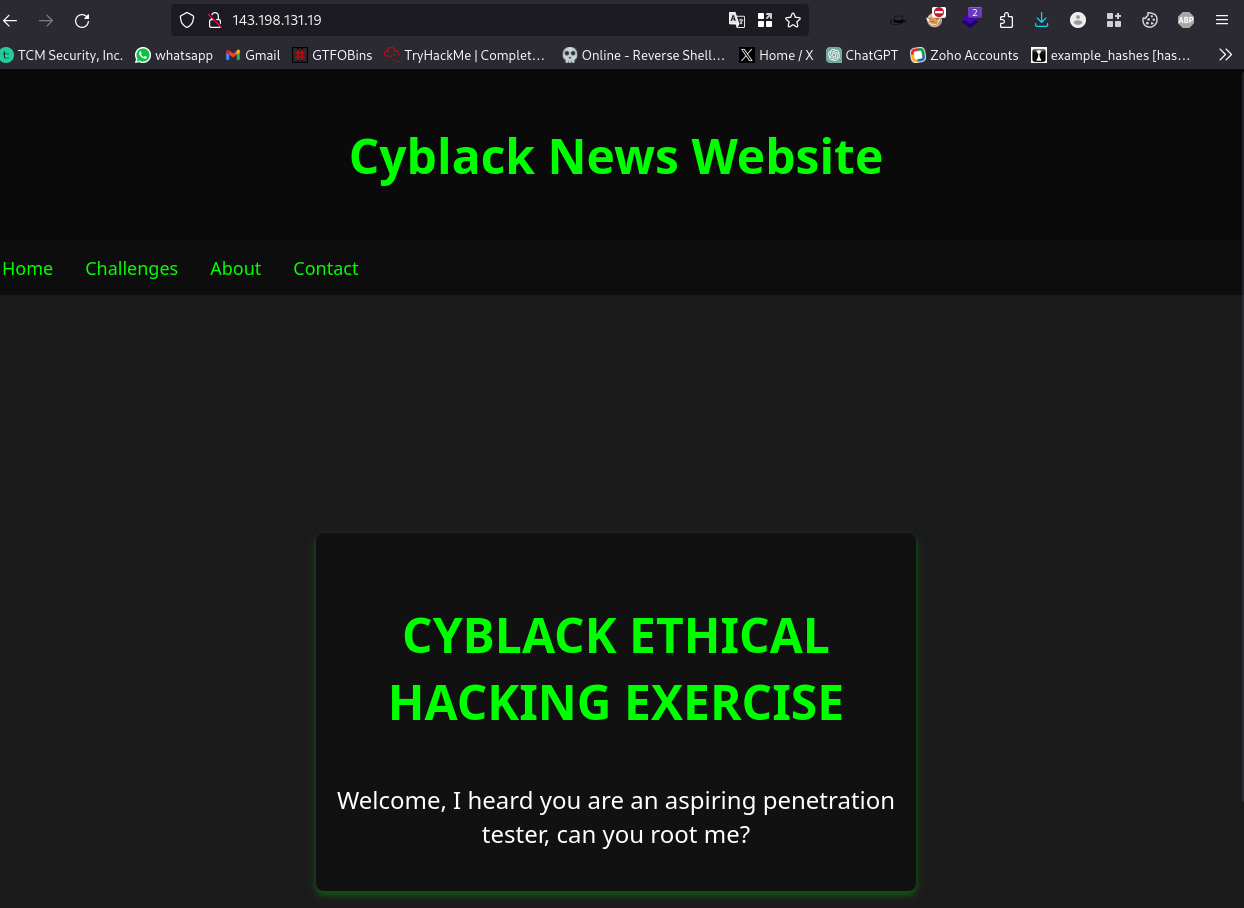 143.198.131.19
2
ABP
TCM Security, Inc. whatsapp Gmail GTFOBins TryHackMe | Complet... Online - Reverse Shell... X Home / X ChatGPT Zoho Accounts example_hashes [has...
Cyblack News Website
Home Challenges About Contact
CYBLACK ETHICAL
HACKING EXERCISE
Welcome, I heard you are an aspiring penetration
tester, can you root me?